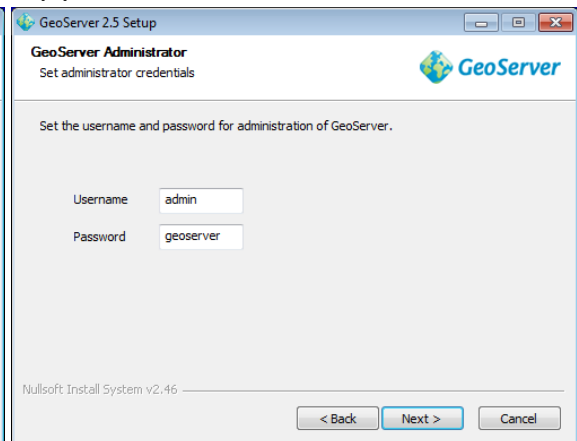 GeoServer 2.5 Setup
GeoServer Administrator
Set administrator credentials
GeoServer
Set the username and password for administration of GeoServer.
Username admin
Password geoserver
Nullsoft Install System v2.46
< Back Next > Cancel